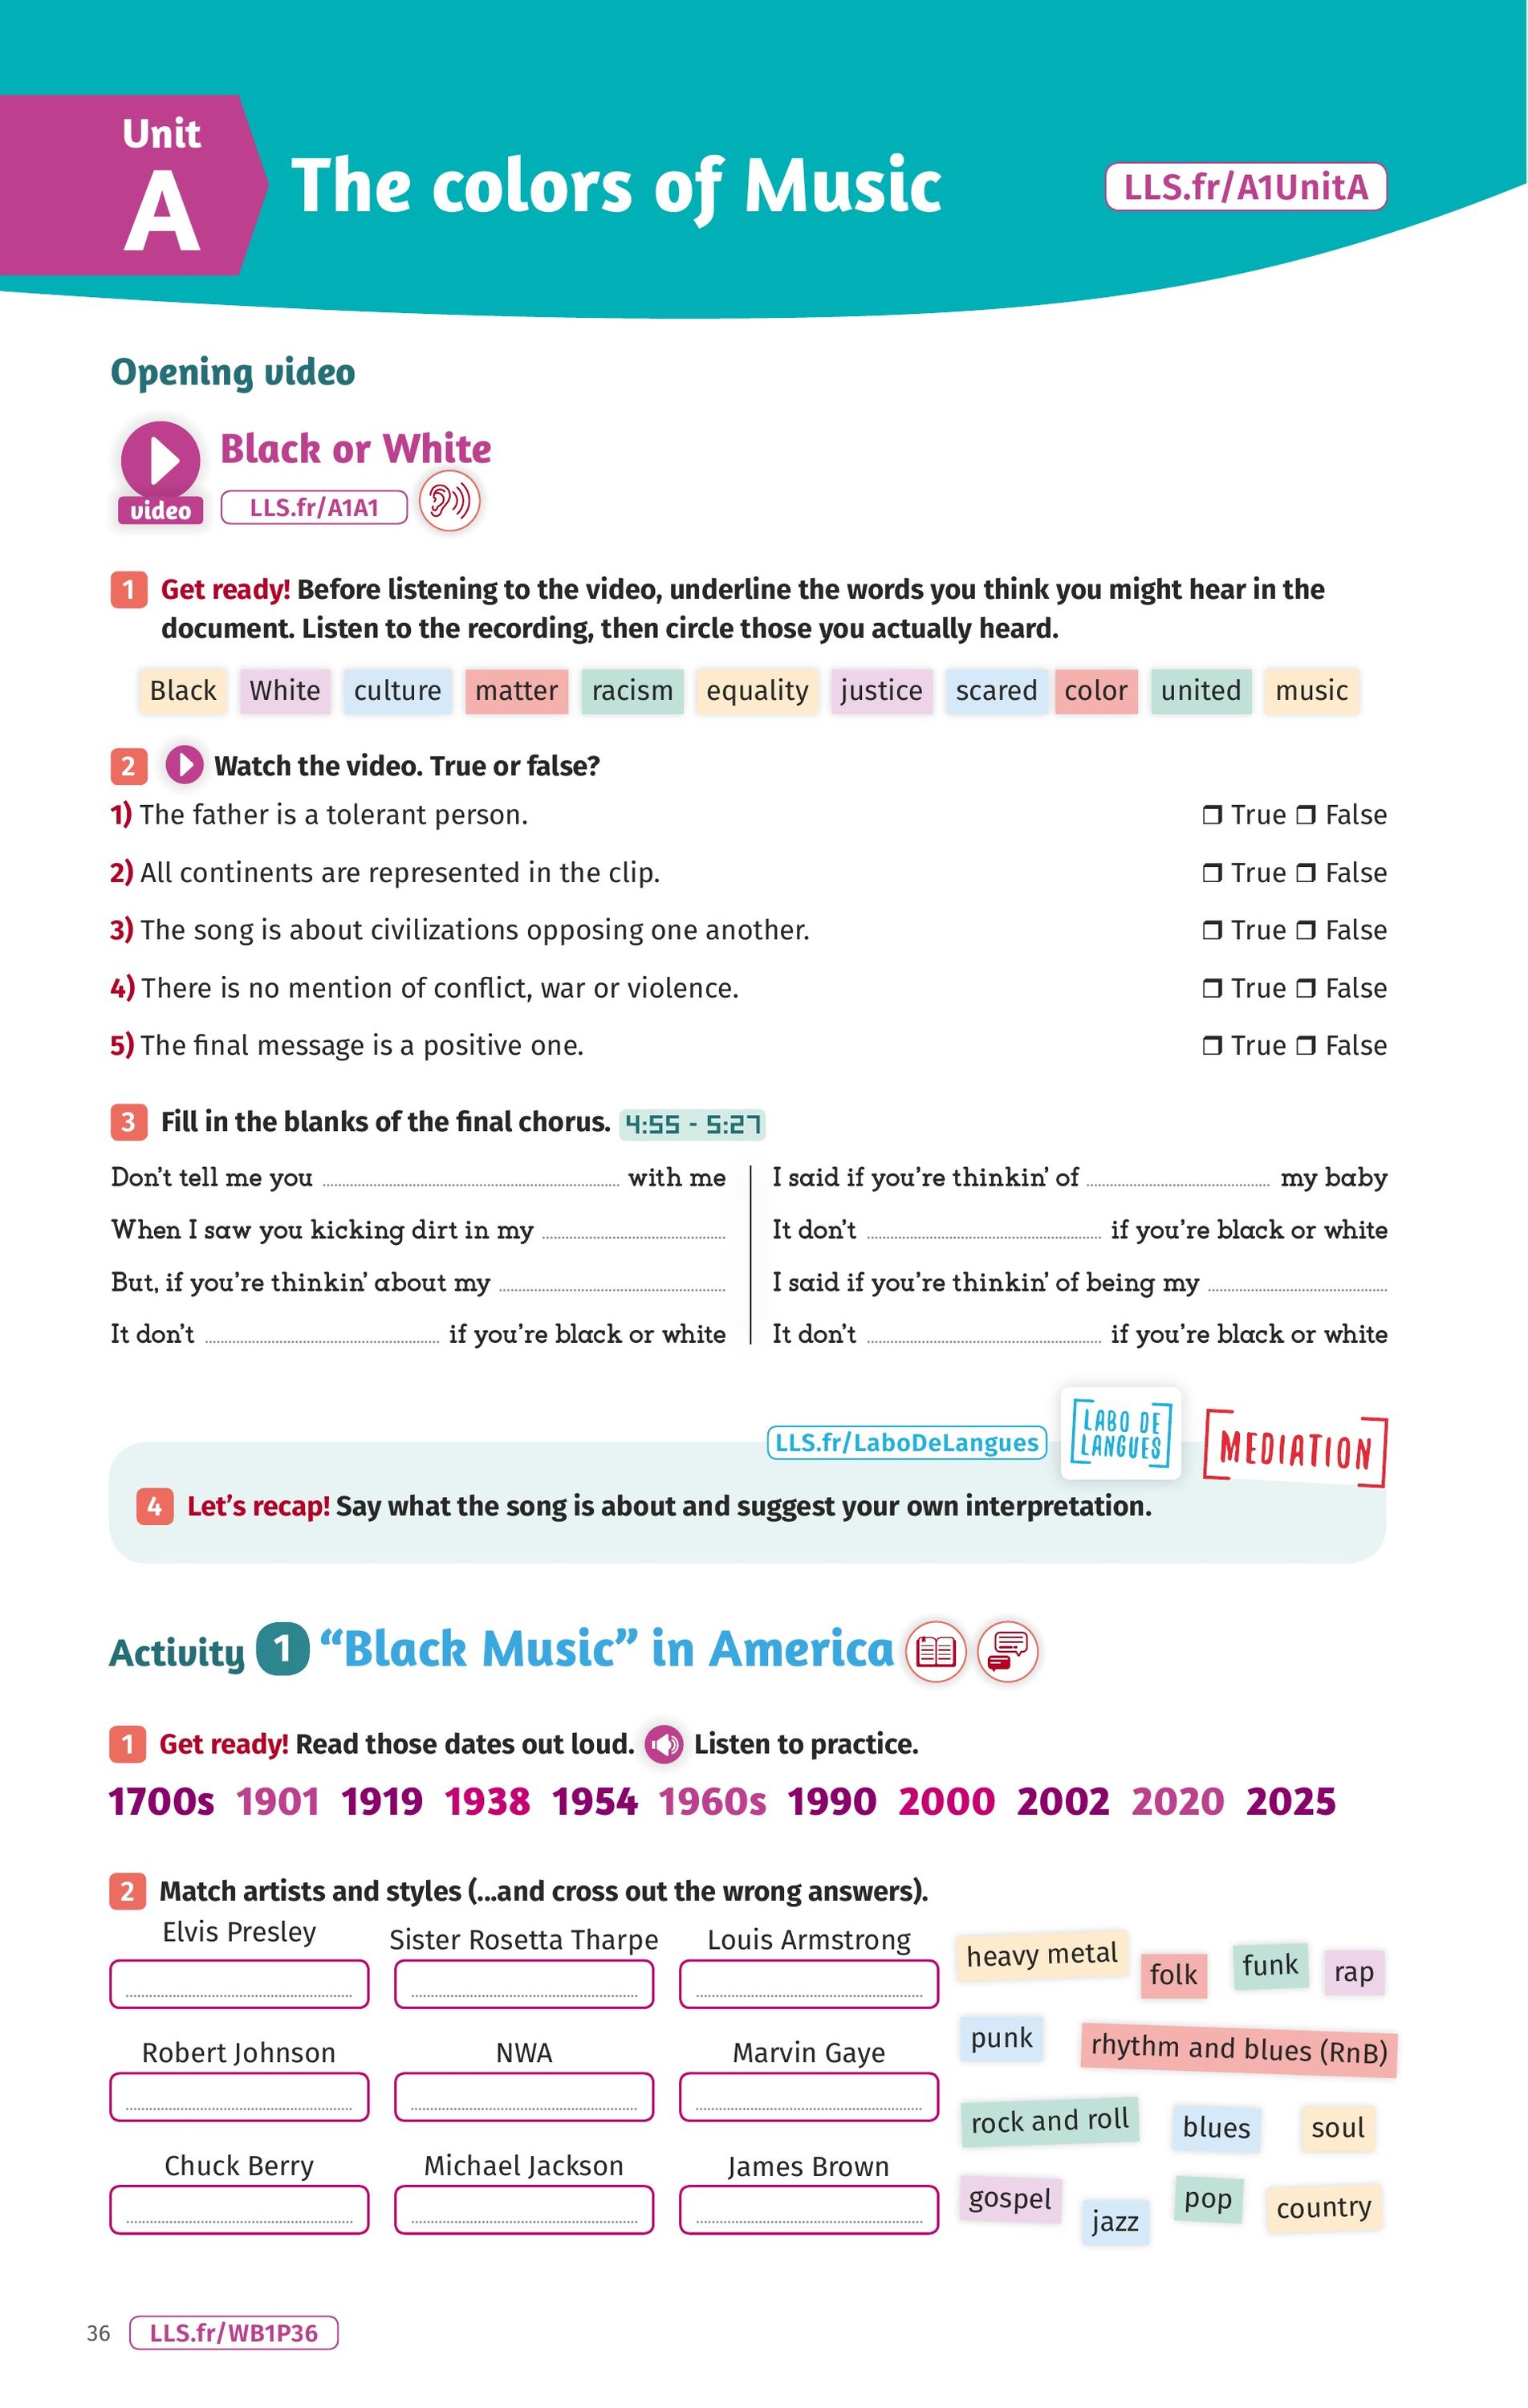 Unit
A
The colors of Music
LLS.fr/A1UnitA
Opening video
video
Black or White
LLS.fr/A1A1
1 Get ready! Before listening to the video, underline the words you think you might hear in the
document. Listen to the recording, then circle those you actually heard.
Black White culture matter racism equality justice scared color united music
2 Watch the video. True or false?
1) The father is a tolerant person. ❒ True ❒ False
2) All continents are represented in the clip. ❒ True ❒ False
3) The song is about civilizations opposing one another. ❒ True ❒ False
4) There is no mention of conflict, war or violence. ❒ True ❒ False
5) The final message is a positive one. ❒ True ❒ False
3 Fill in the blanks of the final chorus. 4:55 - 5:27
Don't tell me you ........ with me
When I saw you kicking dirt in my ........
But, if you're thinkin' about my ........
It don't ........ if you're black or white
I said if you're thinkin' of ........ my baby
It don't ........ if you're black or white
I said if you're thinkin' of being my ........
It don't ........ if you're black or white
LLS.fr/LaboDeLangues
LABO DE
LANGUES
MEDIATION
4 Let's recap! Say what the song is about and suggest your own interpretation.
Activity 1 “Black Music” in America
1 Get ready! Read those dates out loud. Listen to practice.
1700s 1901 1919 1938 1954 1960s 1990 2000 2002 2020 2025
2 Match artists and styles (...and cross out the wrong answers).
Elvis Presley Sister Rosetta Tharpe Louis Armstrong
Robert Johnson NWA Marvin Gaye
Chuck Berry Michael Jackson James Brown
heavy metal folk funk rap
punk rhythm and blues (RnB)
rock and roll blues soul
gospel jazz pop country
36 LLS.fr/WB1P36